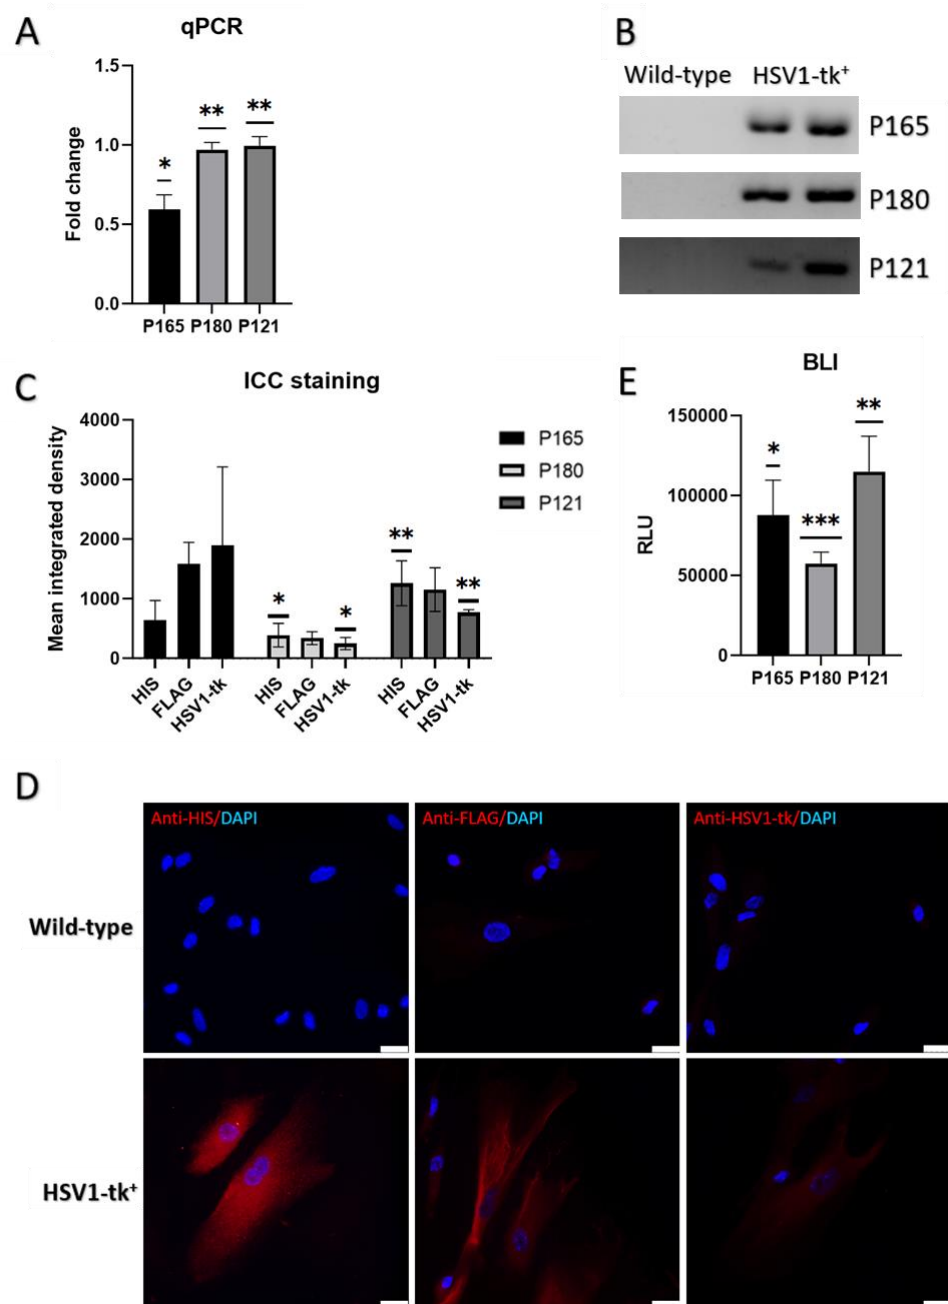 A
qPCR
Fold change
1.5
1.0
0.5
0.0
*
**
**
P165 P180 P121
B
Wild-type HSV1-tk⁺
P165
P180
P121
C
ICC staining
Mean integrated density
4000
3000
2000
1000
0
*
*
**
**
HIS
FLAG
HSV1-tk
HIS
FLAG
HSV1-tk
HIS
FLAG
HSV1-tk
P165
P180
P121
E
BLI
RLU
150000
100000
50000
0
*
***
**
P165 P180 P121
D
Anti-HIS/DAPI
Anti-FLAG/DAPI
Anti-HSV1-tk/DAPI
Wild-type
HSV1-tk⁺